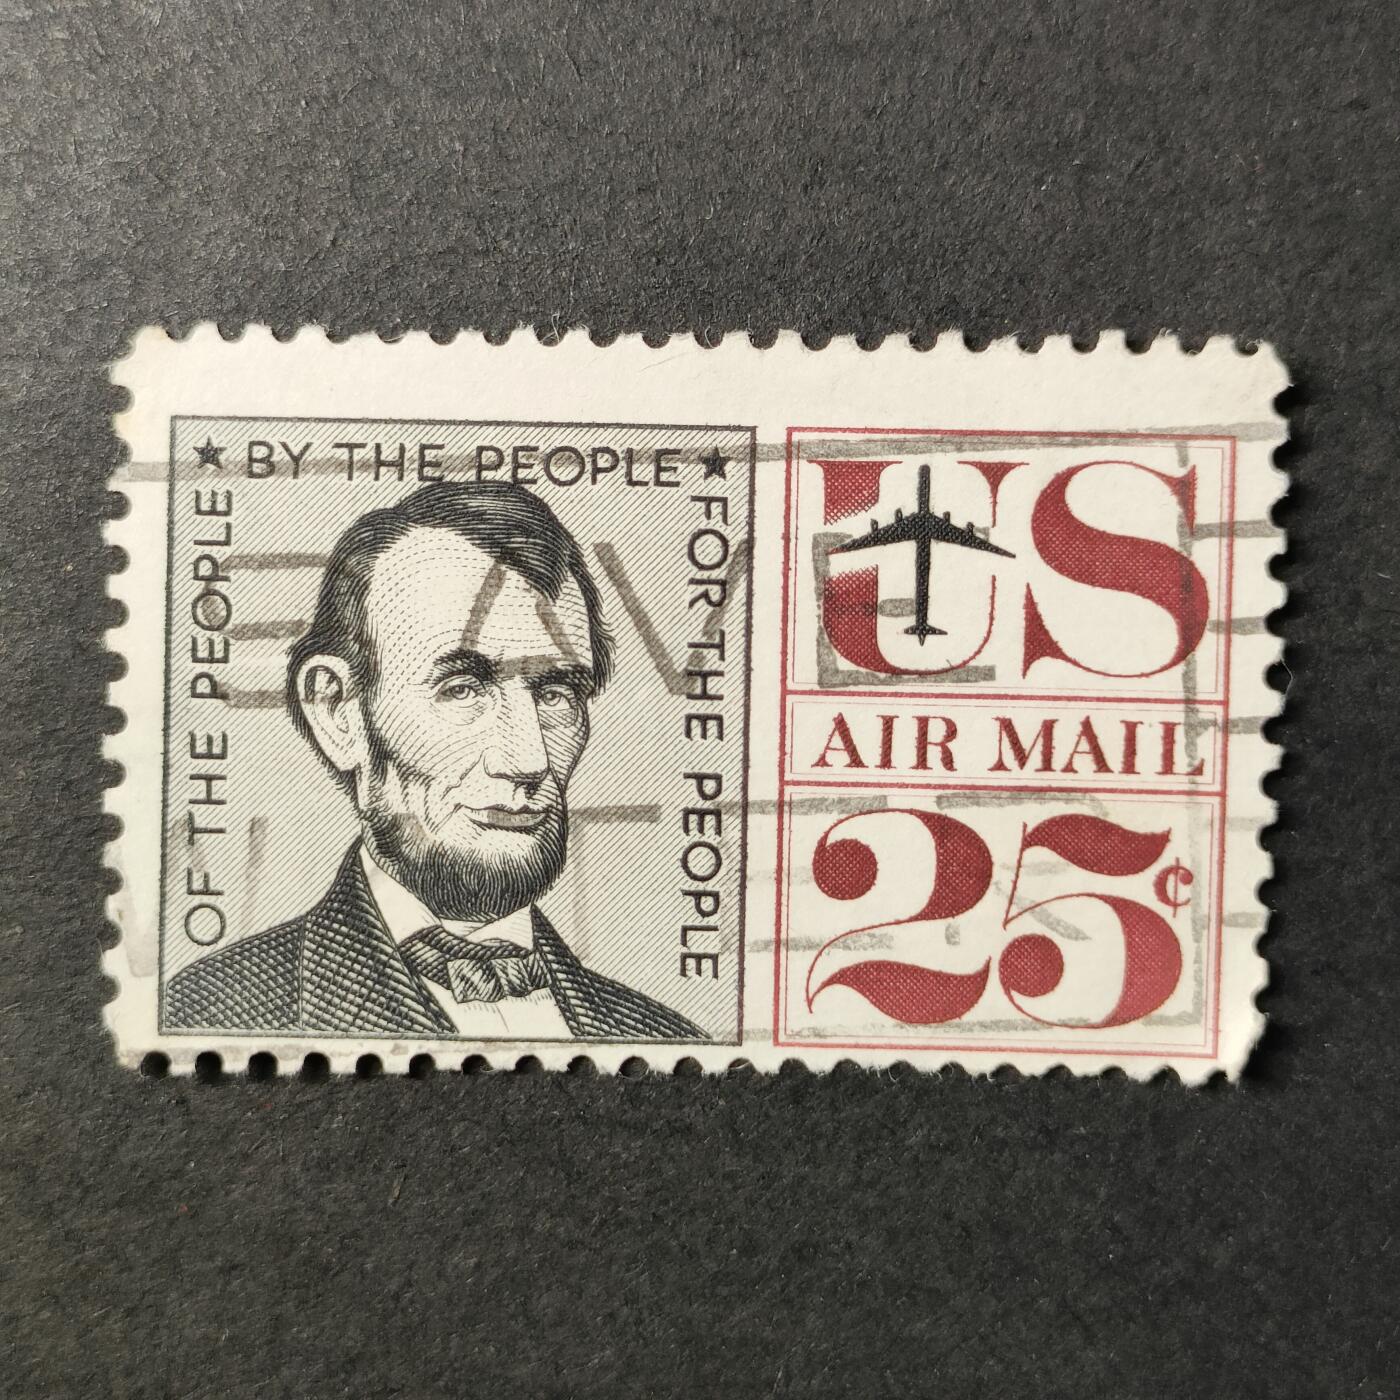 OF THE PEOPLE
★ BY THE PEOPLE ★
FOR THE PEOPLE
US
AIR MAIL
25¢